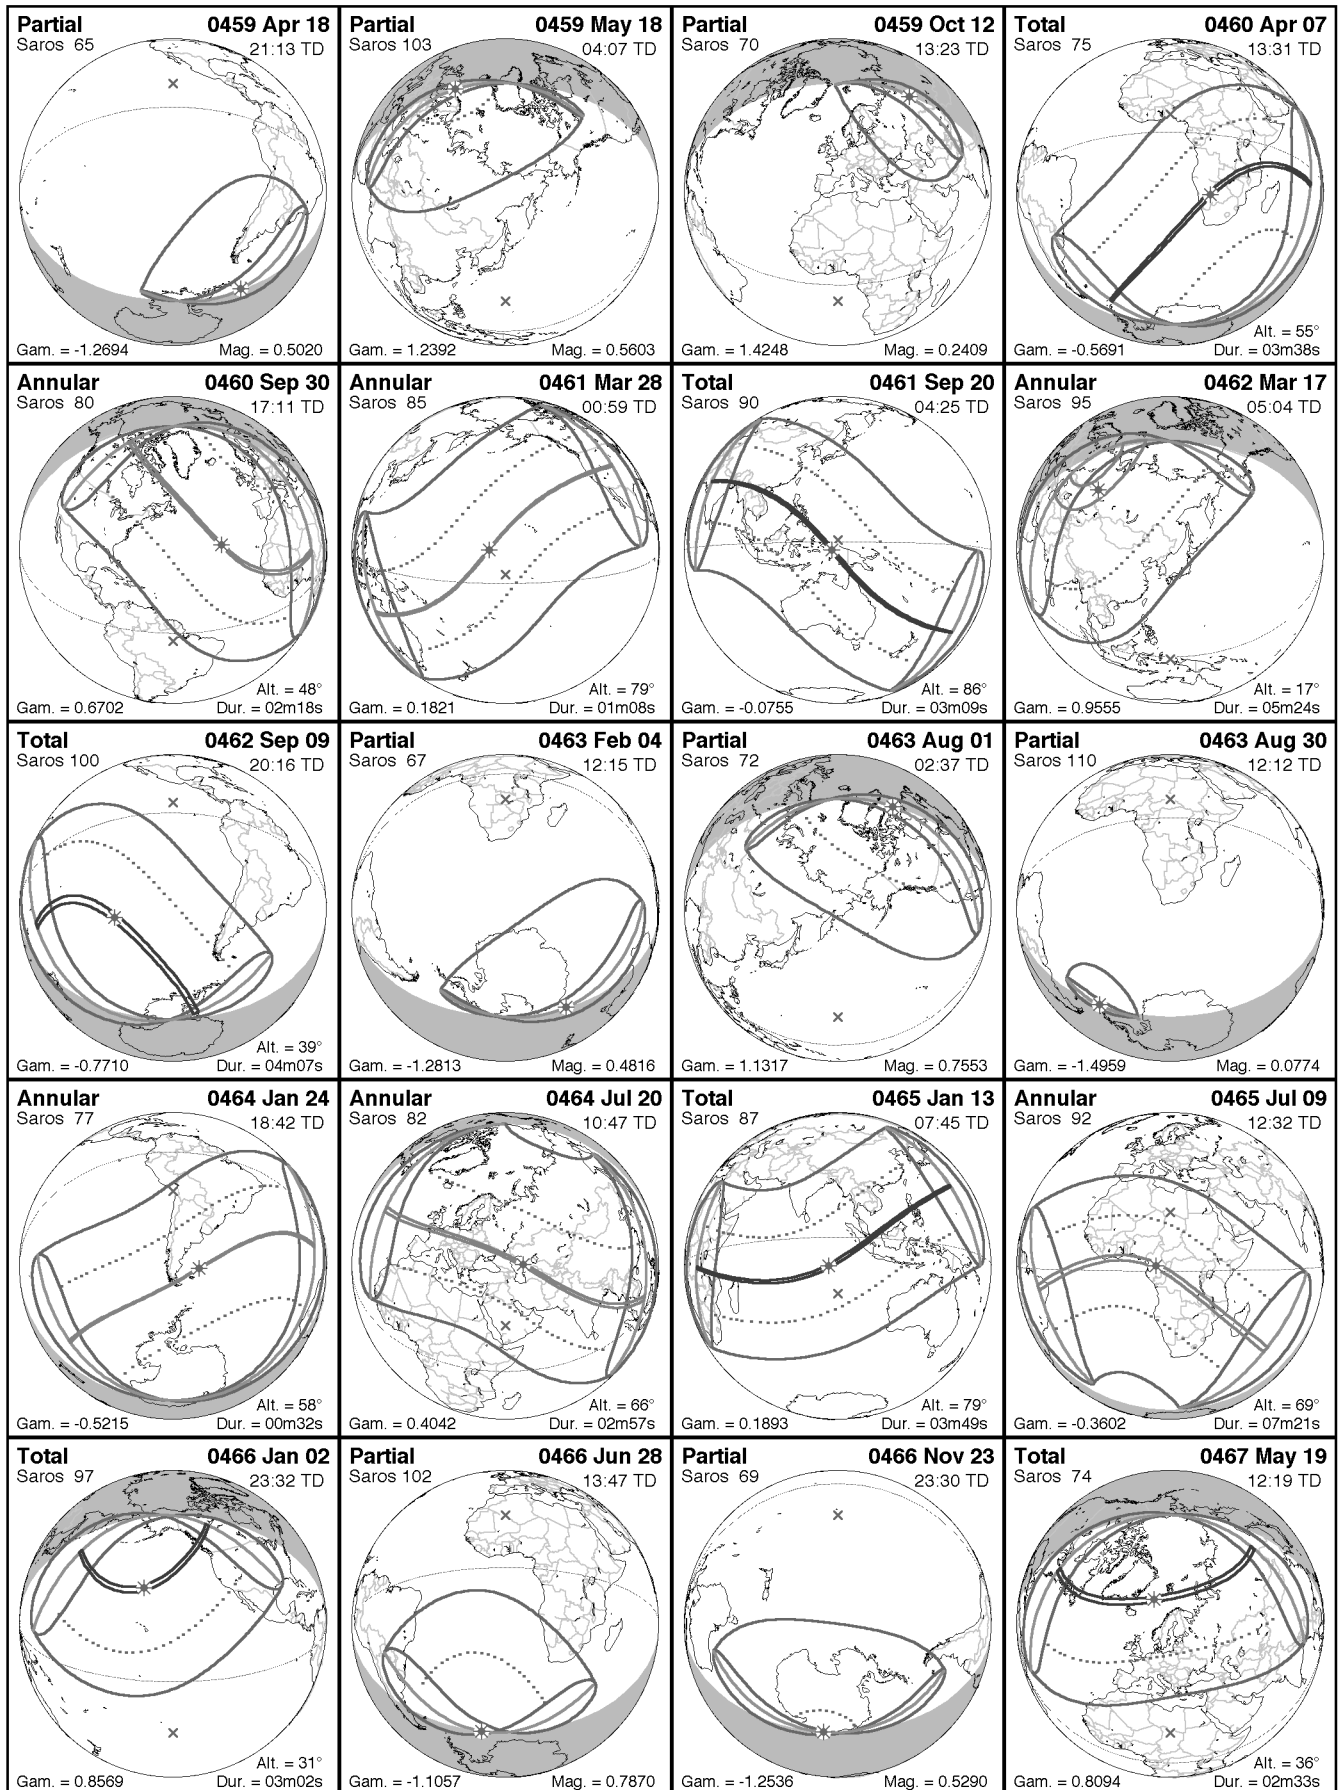 Partial 0459 Apr 18
Saros 65 21:13 TD
Gam. = -1.2694 Mag. = 0.5020
Partial 0459 May 18
Saros 103 04:07 TD
Gam. = 1.2392 Mag. = 0.5603
Partial 0459 Oct 12
Saros 70 13:23 TD
Gam. = 1.4248 Mag. = 0.2409
Total 0460 Apr 07
Saros 75 13:31 TD
Alt. = 55°
Gam. = -0.5691 Dur. = 03m38s
Annular 0460 Sep 30
Saros 80 17:11 TD
Alt. = 48°
Gam. = 0.6702 Dur. = 02m18s
Annular 0461 Mar 28
Saros 85 00:59 TD
Alt. = 79°
Gam. = 0.1821 Dur. = 01m08s
Total 0461 Sep 20
Saros 90 04:25 TD
Alt. = 86°
Gam. = -0.0755 Dur. = 03m09s
Annular 0462 Mar 17
Saros 95 05:04 TD
Alt. = 17°
Gam. = 0.9555 Dur. = 05m24s
Total 0462 Sep 09
Saros 100 20:16 TD
Alt. = 39°
Gam. = -0.7710 Dur. = 04m07s
Partial 0463 Feb 04
Saros 67 12:15 TD
Gam. = -1.2813 Mag. = 0.4816
Partial 0463 Aug 01
Saros 72 02:37 TD
Gam. = 1.1317 Mag. = 0.7553
Partial 0463 Aug 30
Saros 110 12:12 TD
Gam. = -1.4959 Mag. = 0.0774
Annular 0464 Jan 24
Saros 77 18:42 TD
Alt. = 58°
Gam. = -0.5215 Dur. = 00m32s
Annular 0464 Jul 20
Saros 82 10:47 TD
Alt. = 66°
Gam. = 0.4042 Dur. = 02m57s
Total 0465 Jan 13
Saros 87 07:45 TD
Alt. = 79°
Gam. = 0.1893 Dur. = 03m49s
Annular 0465 Jul 09
Saros 92 12:32 TD
Alt. = 69°
Gam. = -0.3602 Dur. = 07m21s
Total 0466 Jan 02
Saros 97 23:32 TD
Alt. = 31°
Gam. = 0.8569 Dur. = 03m02s
Partial 0466 Jun 28
Saros 102 13:47 TD
Gam. = -1.1057 Mag. = 0.7870
Partial 0466 Nov 23
Saros 69 23:30 TD
Gam. = -1.2536 Mag. = 0.5290
Total 0467 May 19
Saros 74 12:19 TD
Alt. = 36°
Gam. = 0.8094 Dur. = 02m33s